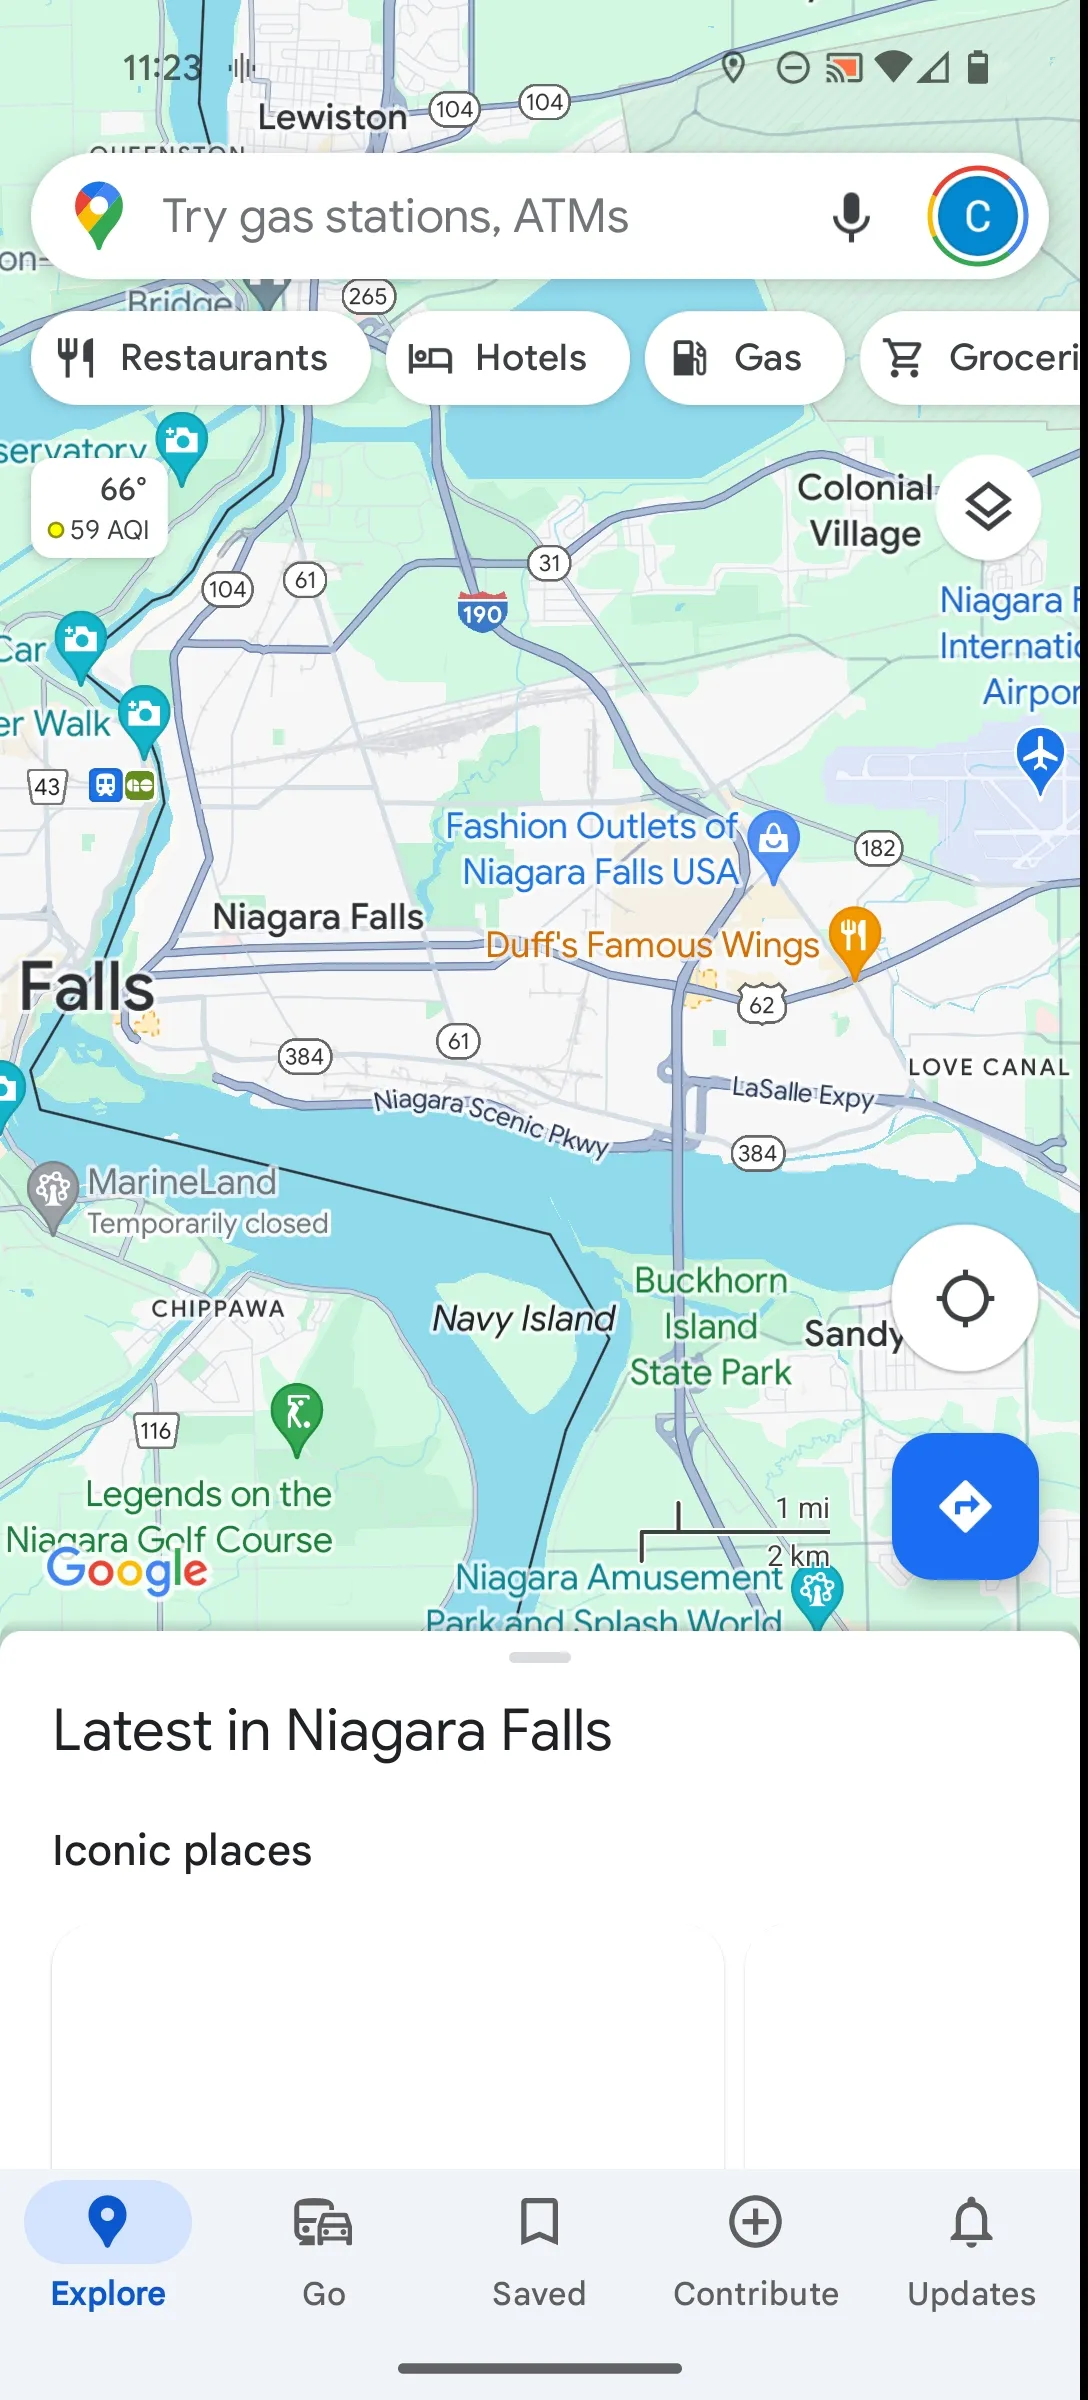 11:23
Lewiston
104
104
QUEENSTON
Try gas stations, ATMs
C
on-
Bridge
265
Restaurants
Hotels
Gas
Groceri
servatory
66°
59 AQI
Colonial
Village
31
104
61
190
Niagara F
Internatio
Airpor
Car
er Walk
43
Fashion Outlets of
Niagara Falls USA
182
Niagara Falls
Duff's Famous Wings
Falls
62
61
384
LOVE CANAL
Niagara Scenic Pkwy
LaSalle Expy
384
MarineLand
Temporarily closed
Buckhorn
Island
State Park
CHIPPAWA
Navy Island
Sandy
116
Legends on the
Niagara Golf Course
Google
1 mi
2 km
Niagara Amusement
Park and Splash World
Latest in Niagara Falls
Iconic places
Explore
Go
Saved
Contribute
Updates